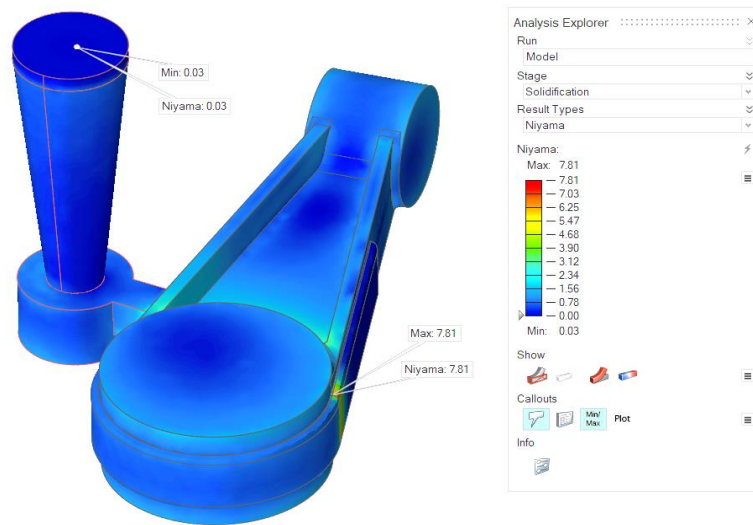 Min: 0.03
Niyama: 0.03
Max: 7.81
Niyama: 7.81
Analysis Explorer
Run
Model
Stage
Solidification
Result Types
Niyama
Niyama:
Max: 7.81
7.81
7.03
6.25
5.47
4.68
3.90
3.12
2.34
1.56
0.78
0.00
Min: 0.03
Show
Callouts
Min/
Max
Plot
Info